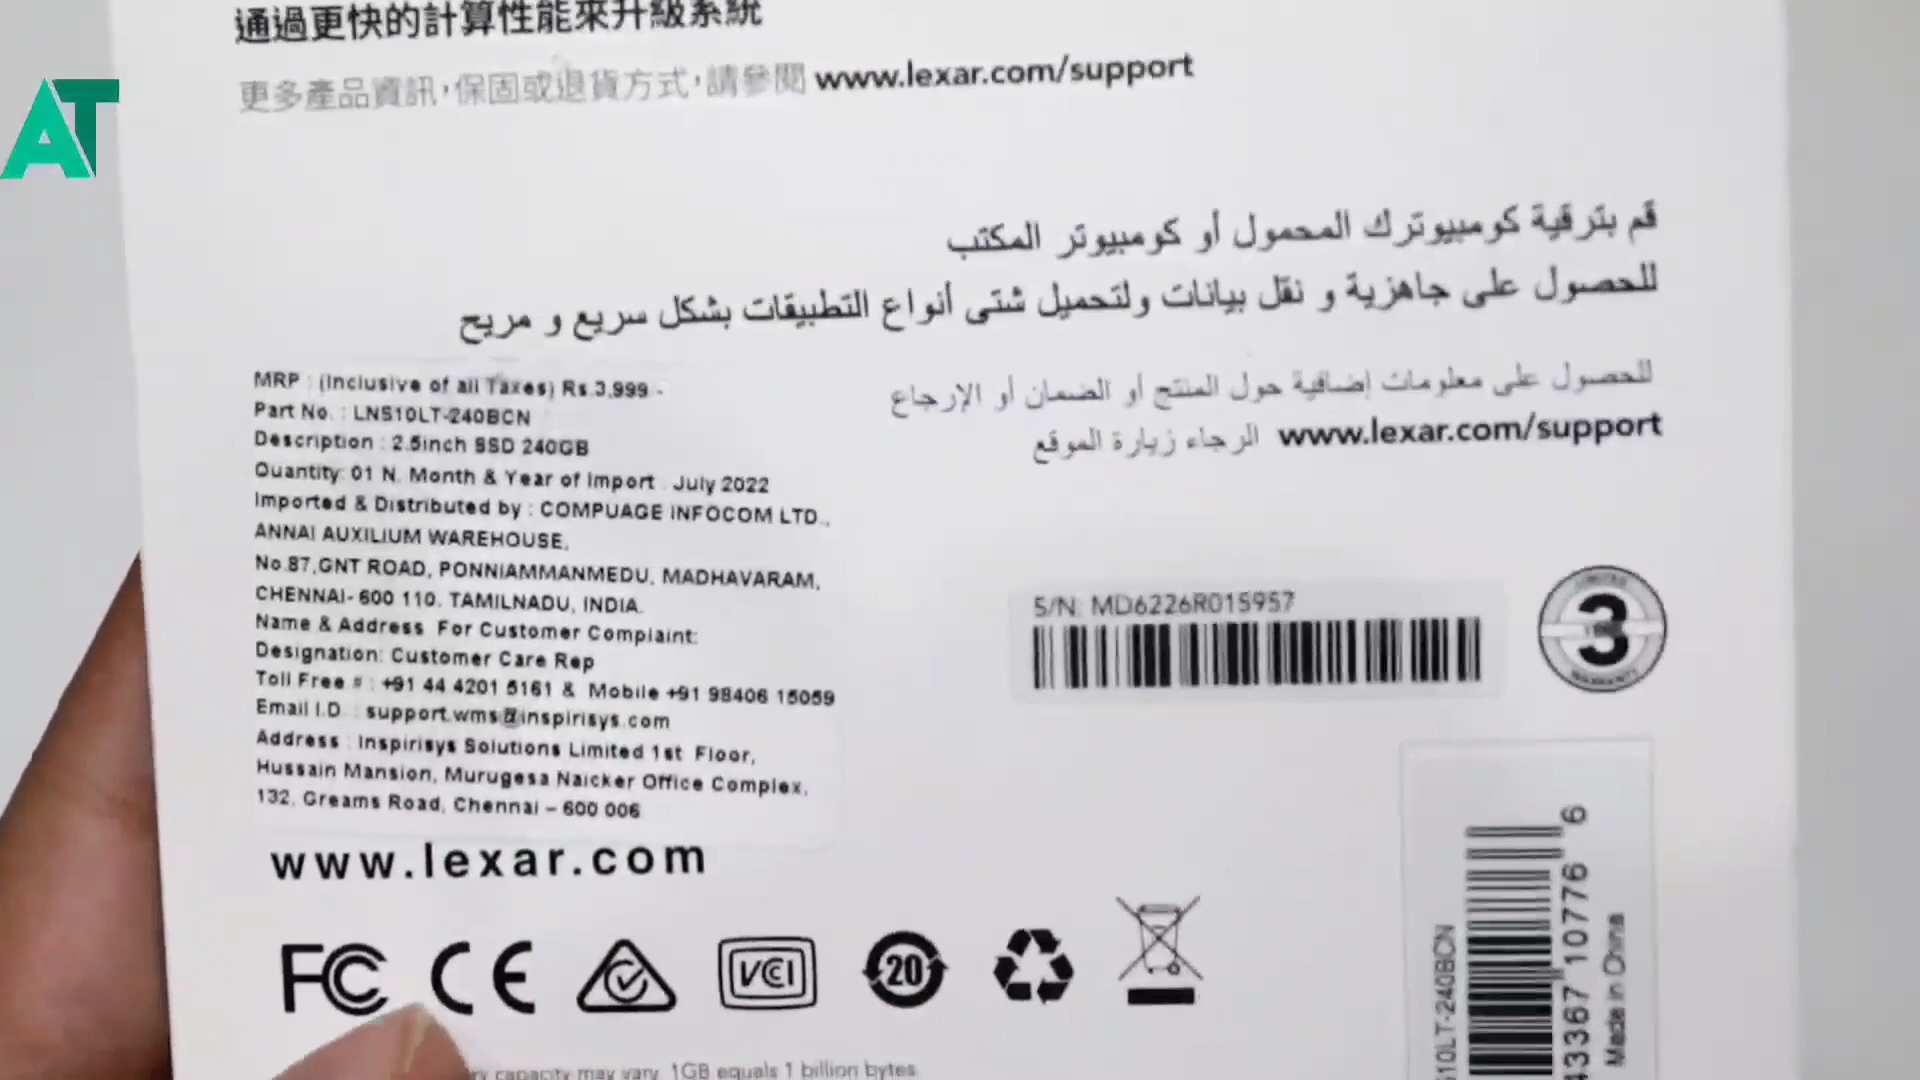 通過更快的計算性能來升級系統
更多產品資訊，保固或退貨方式，請參閱 www.lexar.com/support
AT
قم بترقية كومبيوترك المحمول أو كومبيوتر المكتب
للحصول على جاهزية و نقل بيانات ولتحميل شتى أنواع التطبيقات بشكل سريع و مريح
للحصول على معلومات إضافية حول المنتج أو الضمان أو الإرجاع
الرجاء زيارة الموقع www.lexar.com/support
MRP : (Inclusive of all Taxes) Rs.3,999 -
Part No. : LNS10LT-240BCN
Description : 2.5inch SSD 240GB
Quantity: 01 N. Month & Year of Import : July 2022
Imported & Distributed by : COMPUAGE INFOCOM LTD.,
ANNAI AUXILIUM WAREHOUSE,
No.87,GNT ROAD, PONNIAMMANMEDU, MADHAVARAM,
CHENNAI- 600 110. TAMILNADU, INDIA.
Name & Address For Customer Complaint:
Designation: Customer Care Rep
Toll Free # : +91 44 4201 5161 & Mobile +91 98406 15059
Email I.D. : support.wms@inspirisys.com
Address : Inspirisys Solutions Limited 1st Floor,
Hussain Mansion, Murugesa Naicker Office Complex,
132, Greams Road, Chennai – 600 006
S/N: MD6226R015957
LIMITED
3
WARRANTY
www.lexar.com
FC CE VCI 20
510LT-240BCN
43367 10776 6
Made in China
capacity may vary. 1GB equals 1 billion bytes.